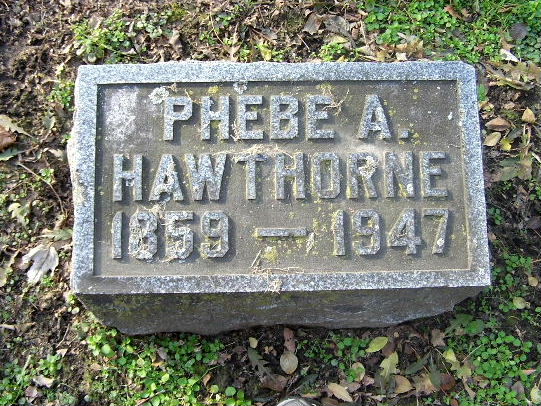 PHEBE A.
HAWTHORNE
1859 — 1947